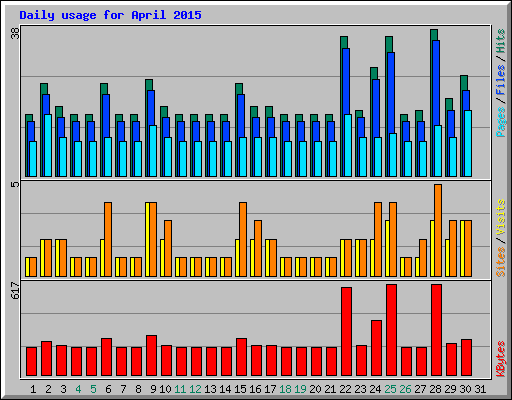 Daily usage for April 2015
38
Pages/Files/Hits
5
Sites/Visits
617
KBytes
1 2 3 4 5 6 7 8 9 10 11 12 13 14 15 16 17 18 19 20 21 22 23 24 25 26 27 28 29 30 31